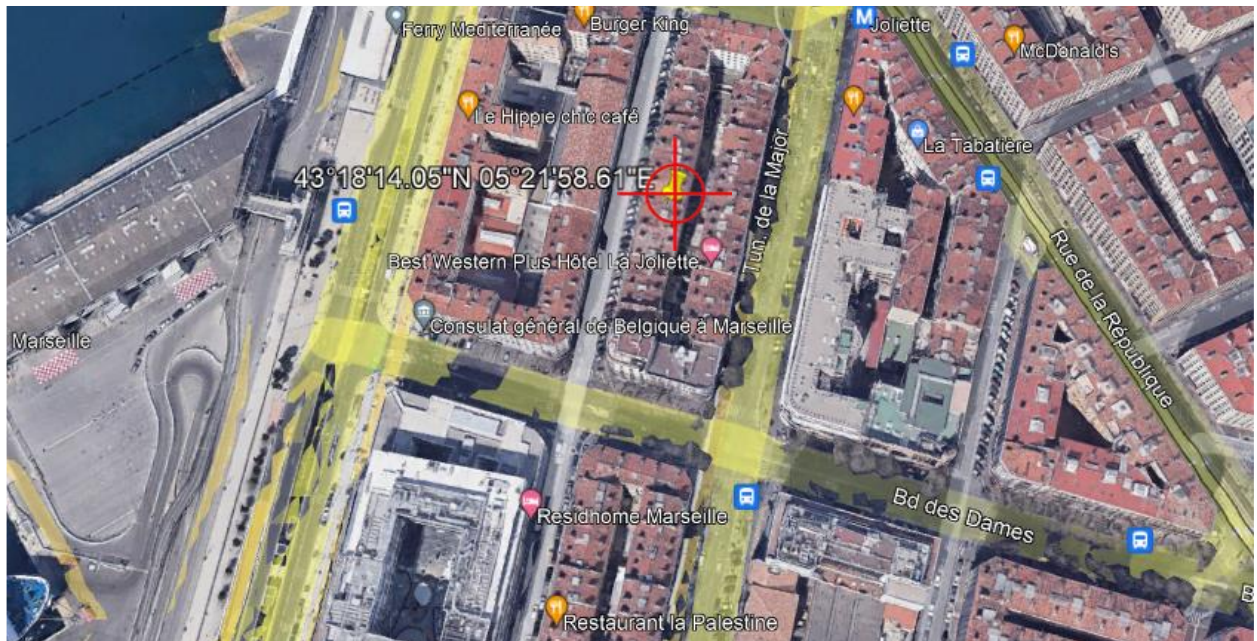 Ferry Mediterranée
Burger King
M
Joliette
McDonald's
Le Hippie chic café
La Tabatière
43°18'14.05"N 05°21'58.61"E
Tun. de la Major
Best Western Plus Hôtel La Joliette
Rue de la République
Consulat général de Belgique à Marseille
Marseille
Residhome Marseille
Bd des Dames
B
Restaurant la Palestine